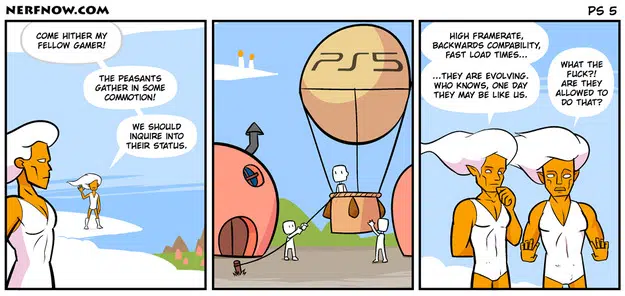 NERFNOW.COM
PS 5
COME HITHER MY
FELLOW GAMER!
THE PEASANTS
GATHER IN SOME
COMMOTION!
WE SHOULD
INQUIRE INTO
THEIR STATUS.
PS5
HIGH FRAMERATE,
BACKWARDS COMPABILITY,
FAST LOAD TIMES...
...THEY ARE EVOLVING.
WHO KNOWS, ONE DAY
THEY MAY BE LIKE US.
WHAT THE
FUCK?!
ARE THEY
ALLOWED TO
DO THAT?